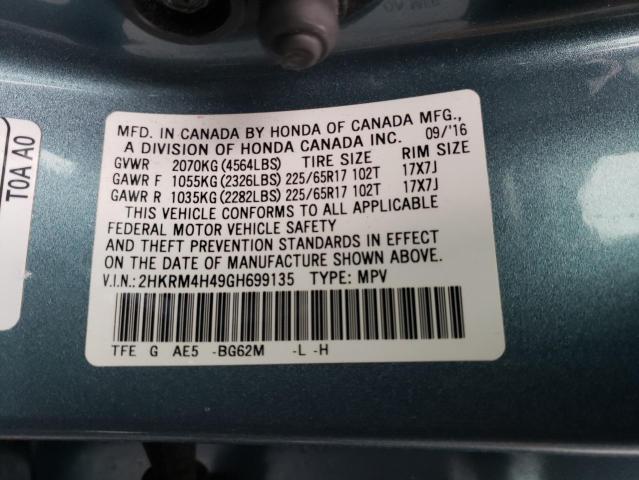 MFD. IN CANADA BY HONDA OF CANADA MFG.,
A DIVISION OF HONDA CANADA INC. 09/'16
GVWR 2070KG (4564LBS) TIRE SIZE RIM SIZE
GAWR F 1055KG (2326LBS) 225/65R17 102T 17X7J
GAWR R 1035KG (2282LBS) 225/65R17 102T 17X7J
THIS VEHICLE CONFORMS TO ALL APPLICABLE
FEDERAL MOTOR VEHICLE SAFETY
AND THEFT PREVENTION STANDARDS IN EFFECT
ON THE DATE OF MANUFACTURE SHOWN ABOVE.
V.I.N.: 2HKRM4H49GH699135 TYPE: MPV
TFE G AE5 -BG62M -L -H
TOA A0